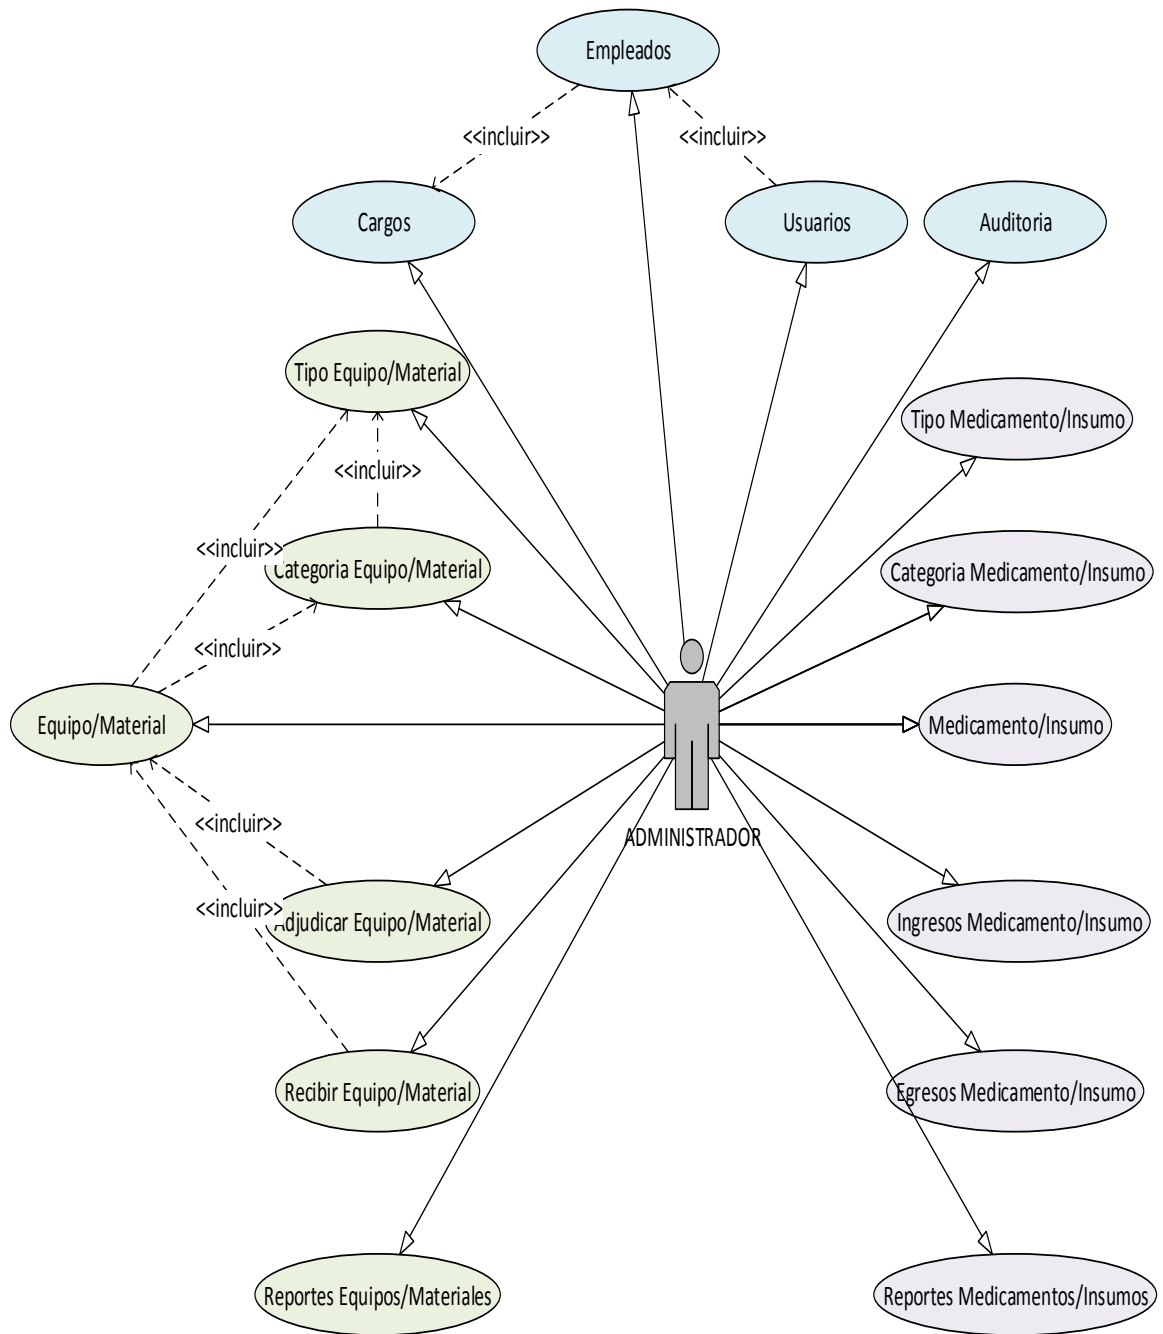 Empleados
<<incluir>>
<<incluir>>
Cargos
Usuarios
Auditoria
Tipo Equipo/Material
Tipo Medicamento/Insumo
<<incluir>>
<<incluir>>
Categoria Equipo/Material
Categoria Medicamento/Insumo
<<incluir>>
Equipo/Material
Medicamento/Insumo
<<incluir>>
ADMINISTRADOR
<<incluir>>
Adjudicar Equipo/Material
Ingresos Medicamento/Insumo
Recibir Equipo/Material
Egresos Medicamento/Insumo
Reportes Equipos/Materiales
Reportes Medicamentos/Insumos